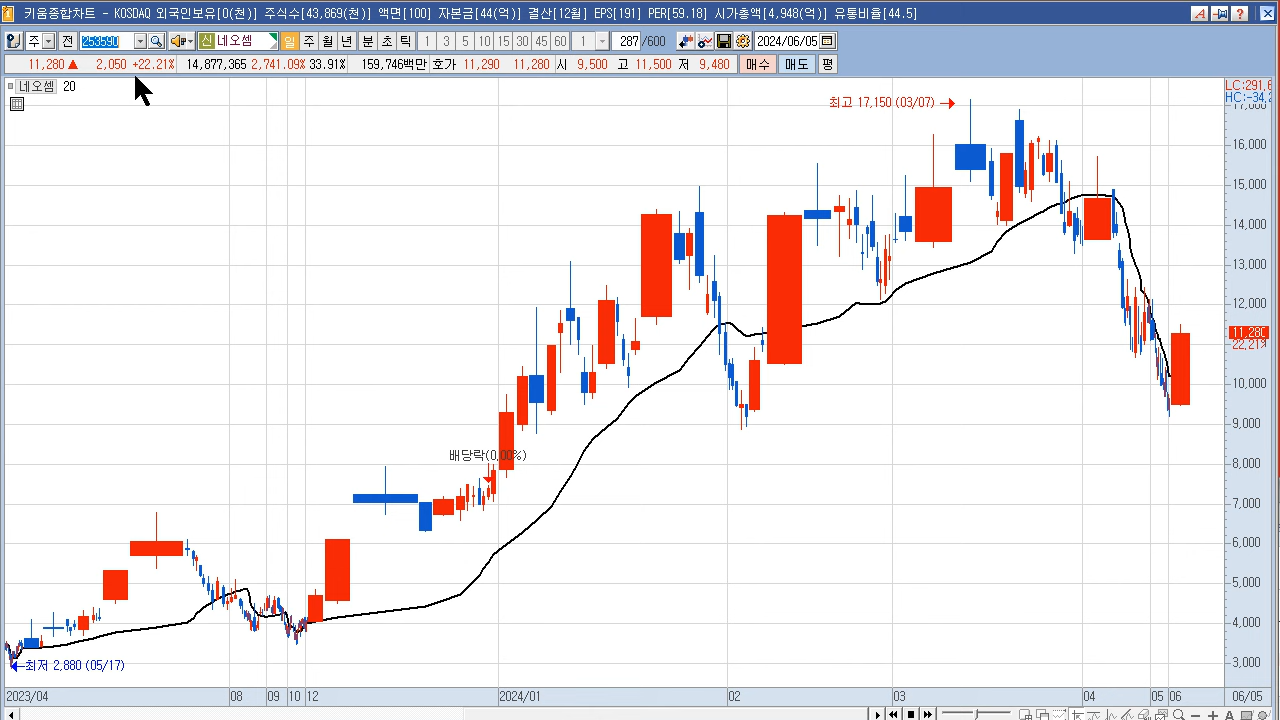 키움종합차트 - KOSDAQ 외국인보유[0(천)] 주식수[43,869(천)] 액면[100] 자본금[44(억)] 결산[12월] EPS[191] PER[59.18] 시가총액[4,948(억)] 유통비율[44.5]
주 전 253590 신 네오셈 일 주 월 년 분 초 틱 1 3 5 10 15 30 45 60 1 287 /600 2024/06/05
11,280 ▲ 2,050 +22.21% 14,877,365 2,741.09% 33.91% 159,746백만 호가 11,290 11,280 시 9,500 고 11,500 저 9,480 매수 매도 평
네오셈 20
LC:291,6
HC:-34,2
최고 17,150 (03/07) →
17,000
16,000
15,000
14,000
13,000
12,000
11,280
22.21%
10,000
9,000
배당락(0.00%)
8,000
7,000
6,000
5,000
4,000
3,000
←최저 2,880 (05/17)
2023/04 08 09 10 12 2024/01 02 03 04 05 06 06/05